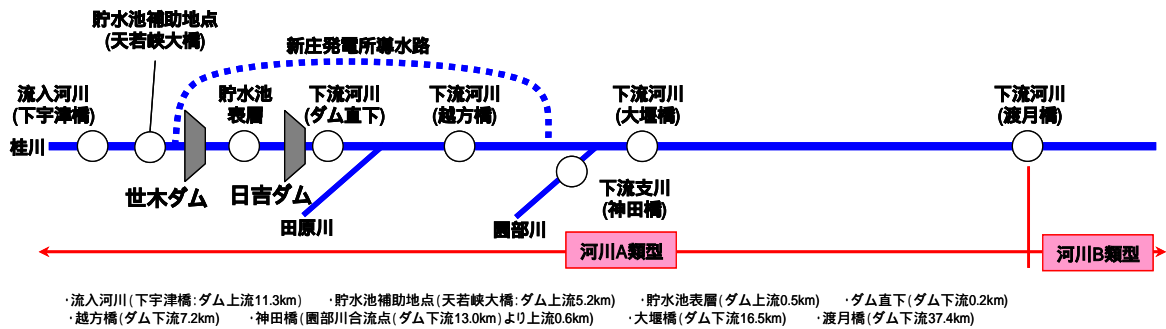 貯水池補助地点
(天若峡大橋)
新庄発電所導水路
流入河川
(下宇津橋)
貯水池
表層
下流河川
(ダム直下)
下流河川
(越方橋)
下流河川
(大堰橋)
下流河川
(渡月橋)
桂川
世木ダム
日吉ダム
田原川
園部川
下流支川
(神田橋)
河川A類型
河川B類型
・流入河川(下宇津橋:ダム上流11.3km) ・貯水池補助地点(天若峡大橋:ダム上流5.2km) ・貯水池表層(ダム上流0.5km) ・ダム直下(ダム下流0.2km)
・越方橋(ダム下流7.2km) ・神田橋(園部川合流点(ダム下流13.0km)より上流0.6km) ・大堰橋(ダム下流16.5km) ・渡月橋(ダム下流37.4km)